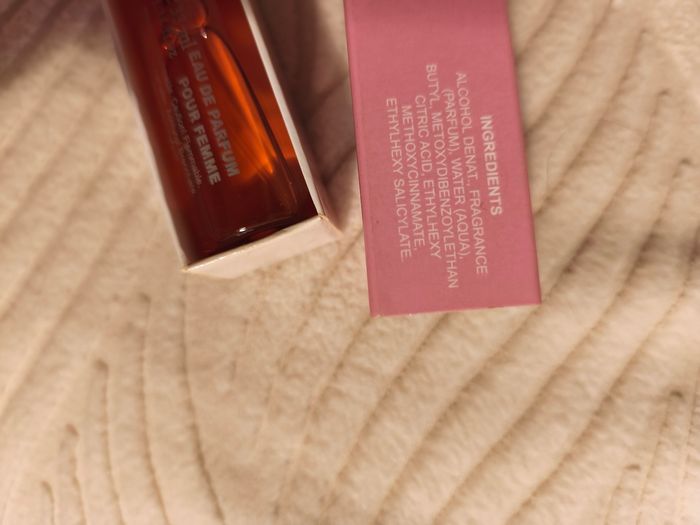 ml EAU DE PARFUM
POUR FEMME
INGREDIENTS
ALCOHOL DENAT., FRAGRANCE
(PARFUM), WATER (AQUA),
BUTYL, METOXYDIBENZOYLETHAN
CITRIC ACID, ETHYLHEXY
METHOXYCINNAMATE,
ETHYLHEXY SALICYLATE.